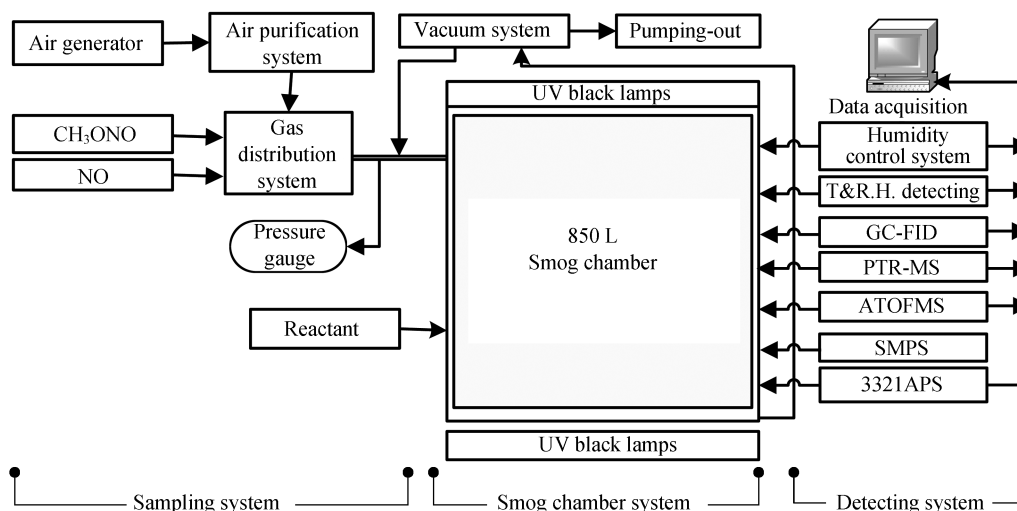 Air generator
Air purification
system
Vacuum system
Pumping-out
UV black lamps
Data acquisition
CH₃ONO
NO
Gas
distribution
system
Humidity
control system
T&R.H. detecting
Pressure
gauge
850 L
Smog chamber
GC-FID
PTR-MS
ATOFMS
Reactant
SMPS
3321APS
UV black lamps
Sampling system
Smog chamber system
Detecting system